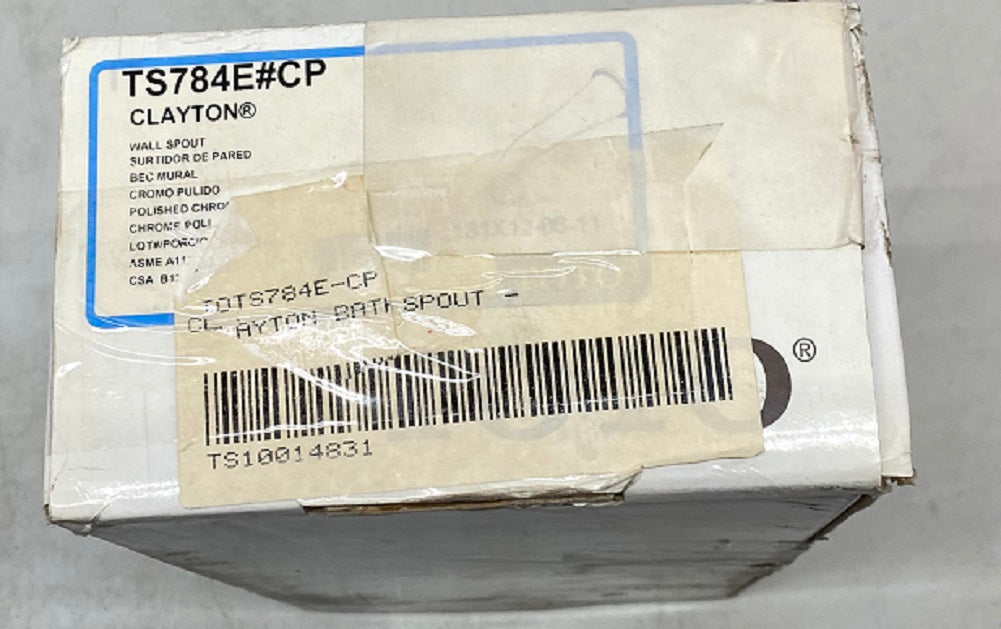 TS784E#CP
CLAYTON®
WALL SPOUT
SURTIDOR DE PARED
BEC MURAL
CROMO PULIDO
POLISHED CHRO
CHROME POLI
ASME A11
CSA B1
TOTS784E-CP
CLAYTON BATHSPOUT -
®
TS10014831